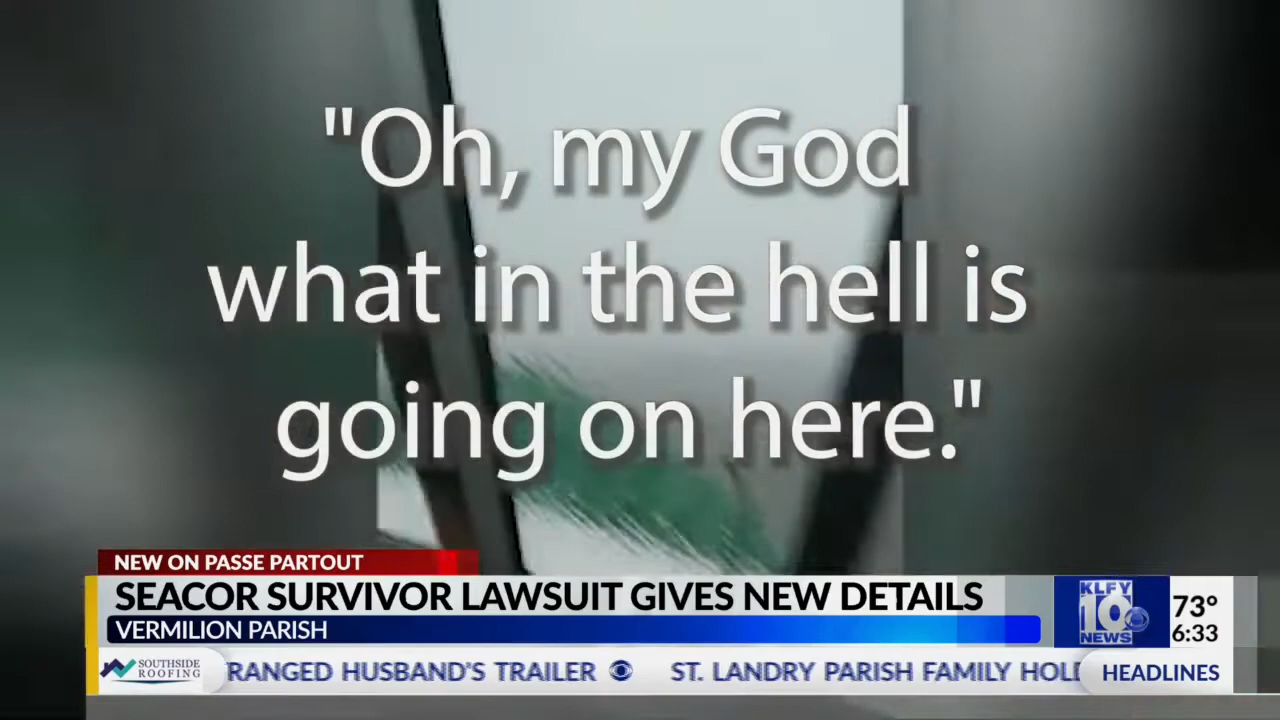 "Oh, my God
what in the hell is
going on here."
NEW ON PASSE PARTOUT
SEACOR SURVIVOR LAWSUIT GIVES NEW DETAILS
VERMILION PARISH
KLFY
10
NEWS
73°
6:33
SOUTHSIDE
ROOFING
RANGED HUSBAND'S TRAILER ST. LANDRY PARISH FAMILY HOL
HEADLINES